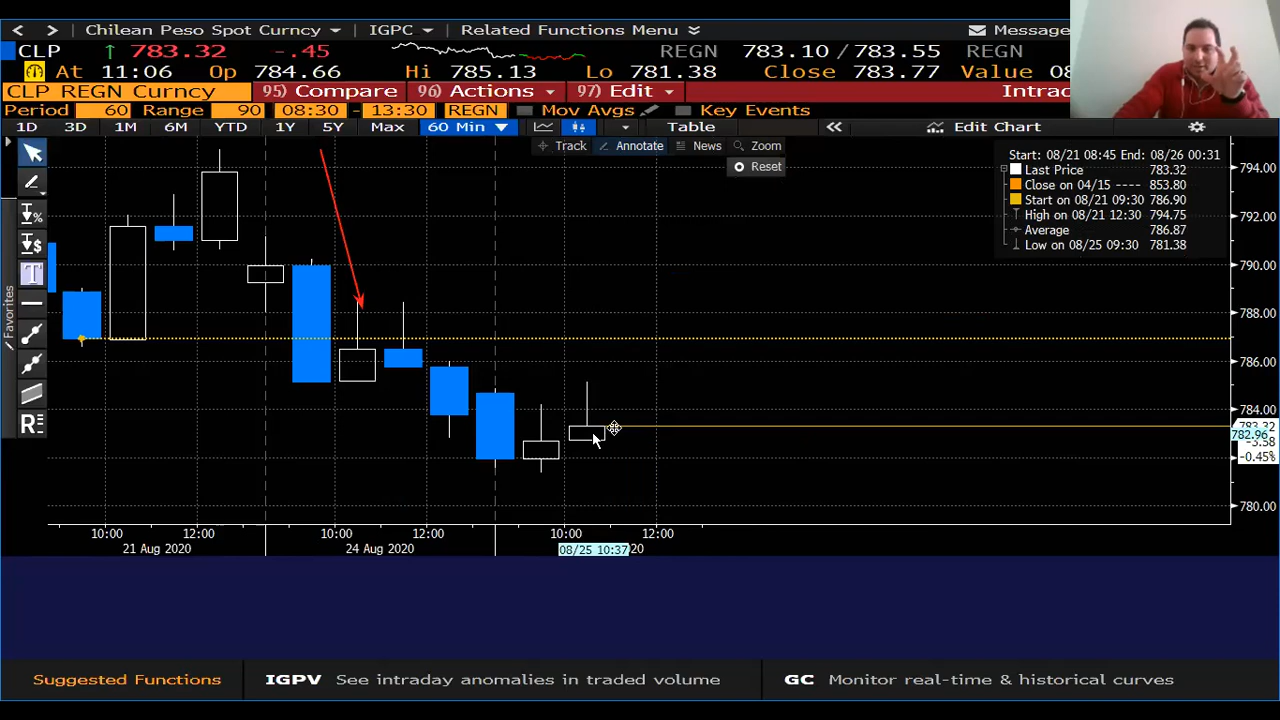 < > Chilean Peso Spot Curncy IGPC Related Functions Menu Message
CLP ↑ 783.32 -.45 REGN 783.10 / 783.55 REGN
At 11:06 Op 784.66 Hi 785.13 Lo 781.38 Close 783.77 Value 08
CLP REGN Curncy 95) Compare 96) Actions 97) Edit Intrac
Period 60 Range 90 08:30 - 13:30 REGN Mov Avgs Key Events
1D 3D 1M 6M YTD 1Y 5Y Max 60 Min Table Edit Chart
Track Annotate News Zoom
Reset
Start: 08/21 08:45 End: 08/26 00:31
Last Price 783.32
Close on 04/15 ---- 853.80
Start on 08/21 09:30 786.90
High on 08/21 12:30 794.75
Average 786.87
Low on 08/25 09:30 781.38
794.00
792.00
790.00
788.00
786.00
784.00
783.32
782.96
-3.58
-0.45%
780.00
Favorites
%
$
T
R
10:00 12:00 10:00 12:00 10:00 12:00
21 Aug 2020 24 Aug 2020 08/25 10:37 20
Suggested Functions IGPV See intraday anomalies in traded volume GC Monitor real-time & historical curves